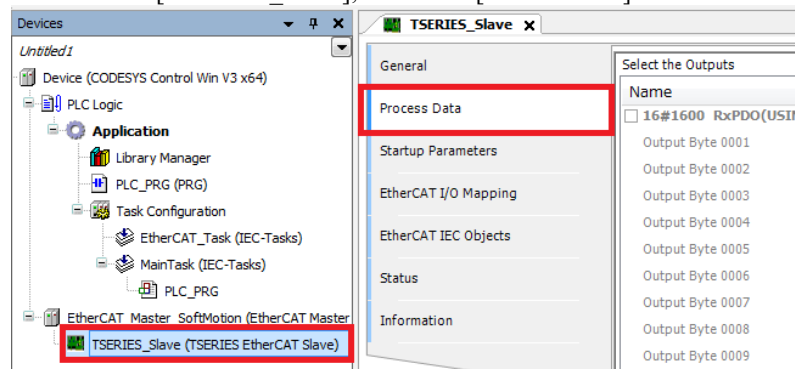 Devices
Untitled1
Device (CODESYS Control Win V3 x64)
PLC Logic
Application
Library Manager
PLC_PRG (PRG)
Task Configuration
EtherCAT_Task (IEC-Tasks)
MainTask (IEC-Tasks)
PLC_PRG
EtherCAT_Master_SoftMotion (EtherCAT Master
TSERIES_Slave (TSERIES EtherCAT Slave)
TSERIES_Slave
General
Process Data
Startup Parameters
EtherCAT I/O Mapping
EtherCAT IEC Objects
Status
Information
Select the Outputs
Name
16#1600 RxPDO(USI
Output Byte 0001
Output Byte 0002
Output Byte 0003
Output Byte 0004
Output Byte 0005
Output Byte 0006
Output Byte 0007
Output Byte 0008
Output Byte 0009